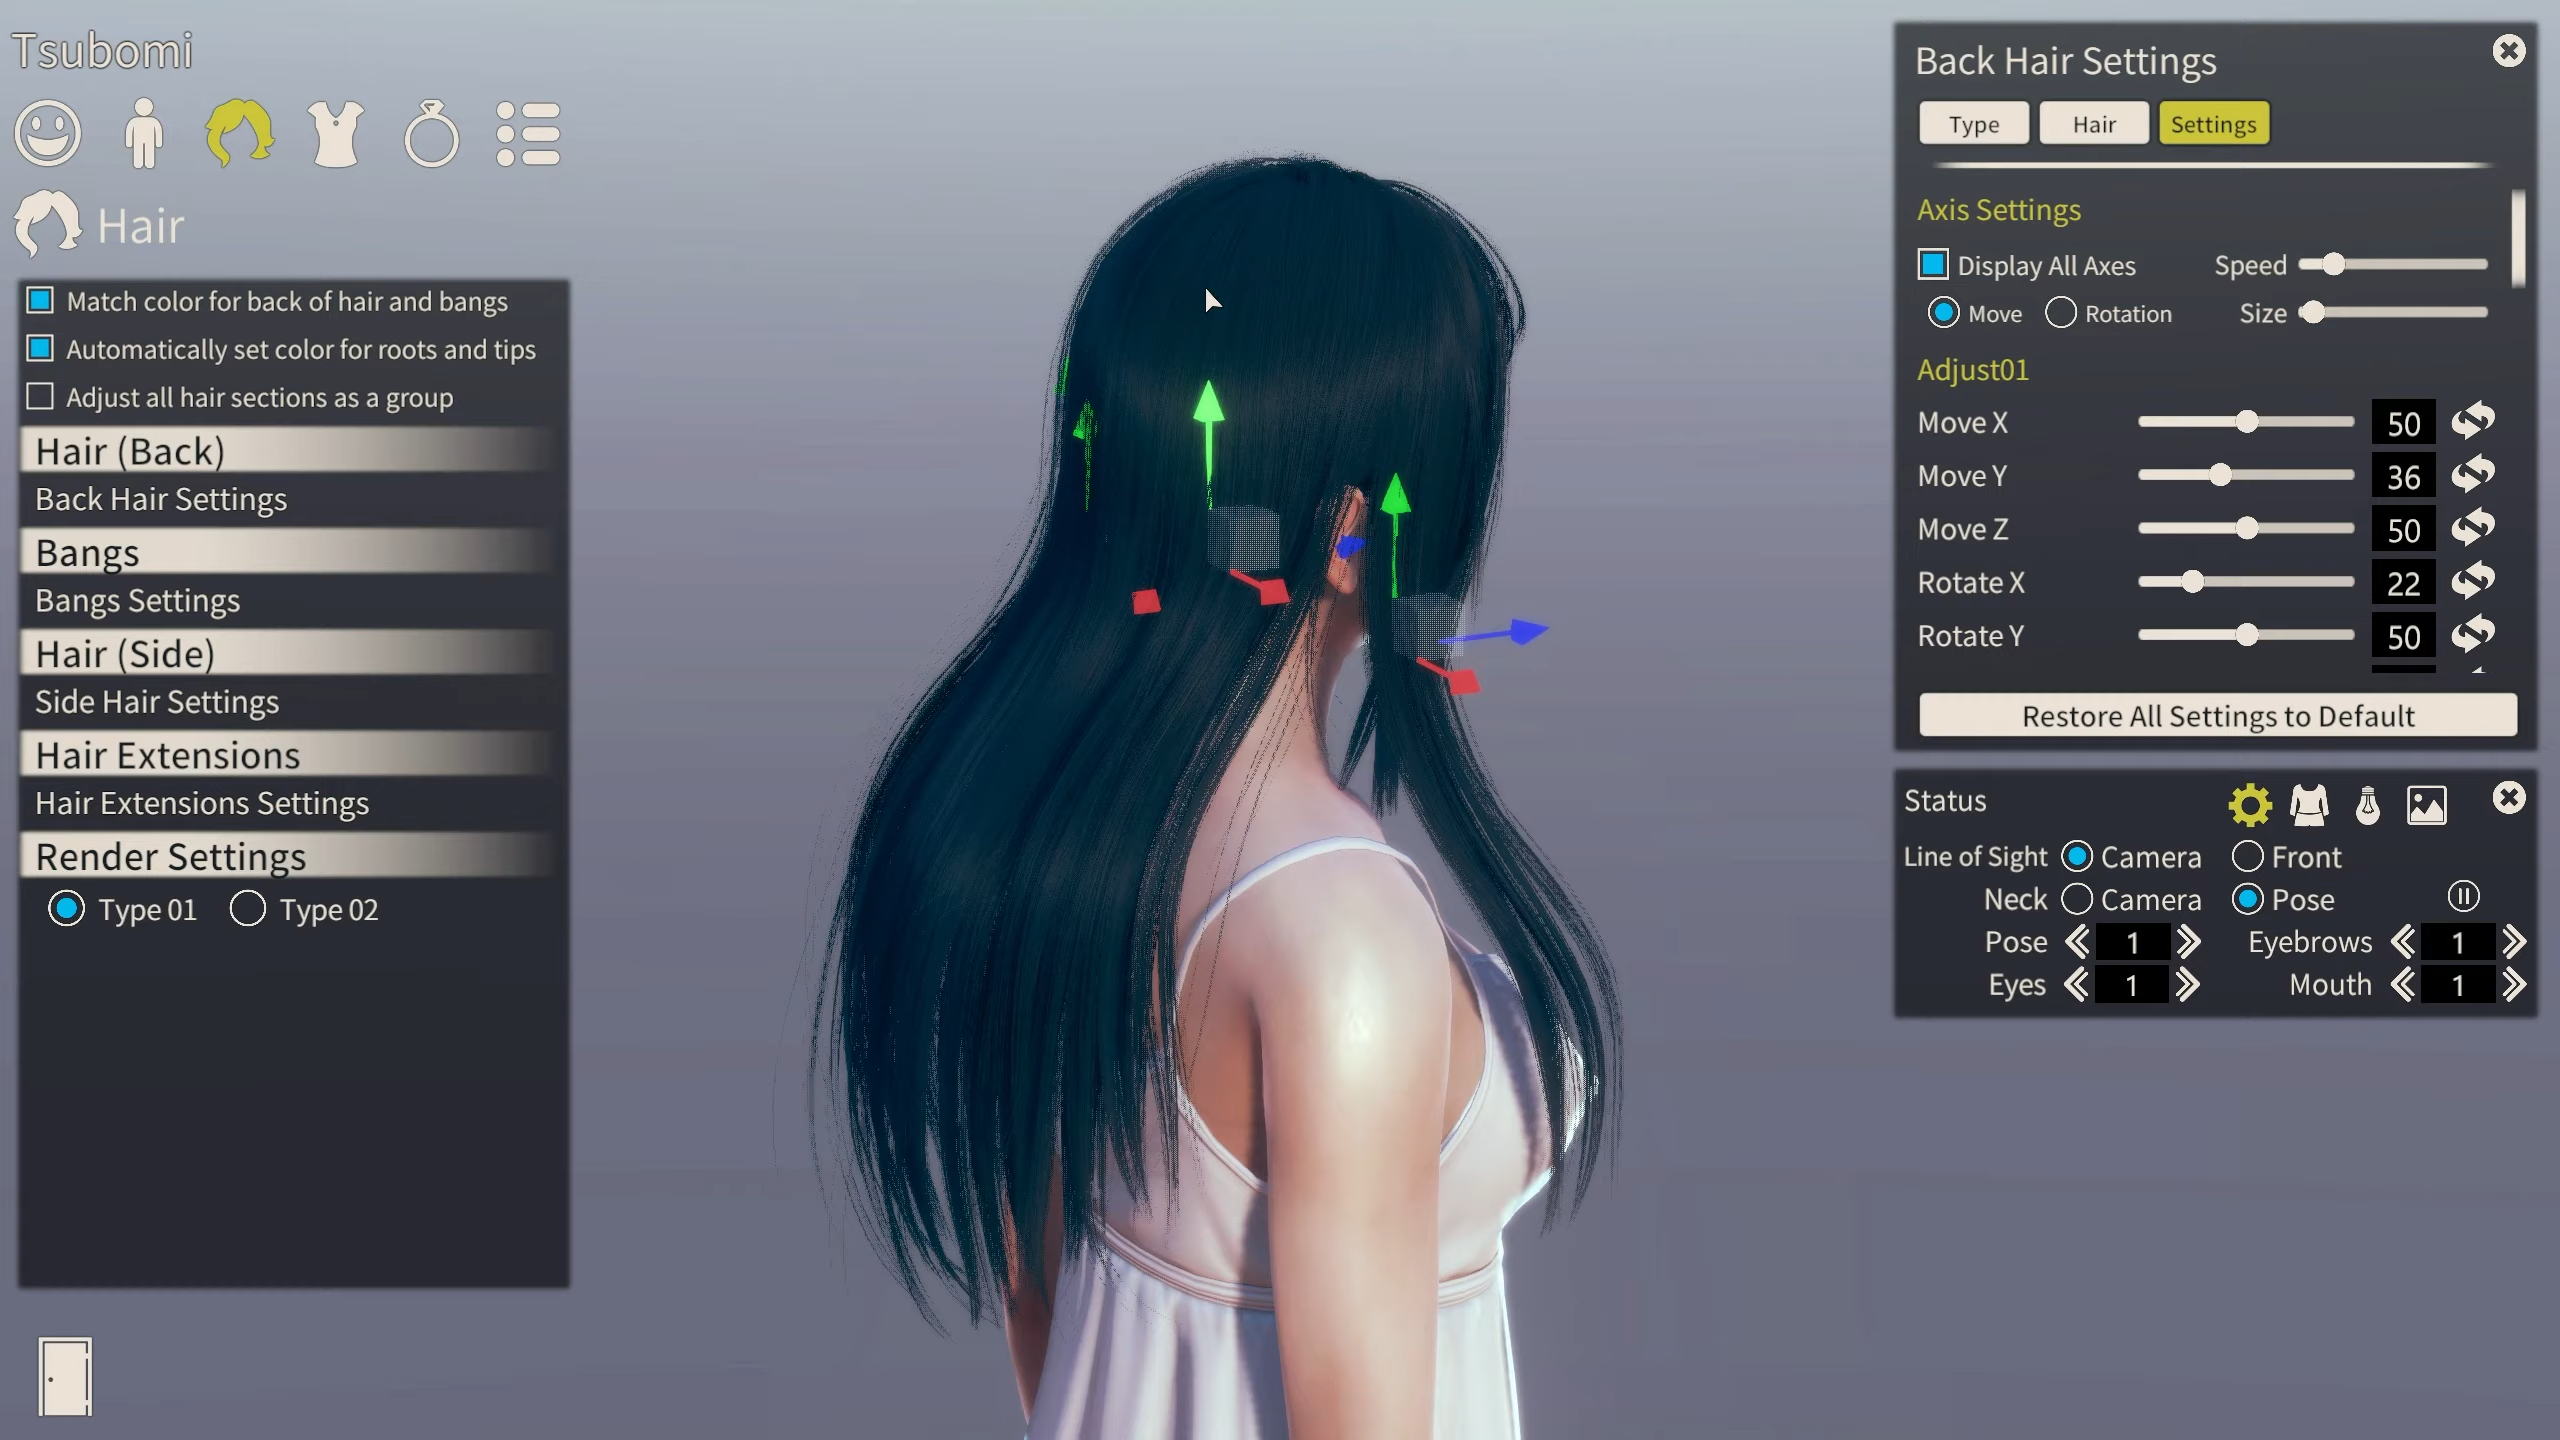 Tsubomi
Hair
Match color for back of hair and bangs
Automatically set color for roots and tips
Adjust all hair sections as a group
Hair (Back)
Back Hair Settings
Bangs
Bangs Settings
Hair (Side)
Side Hair Settings
Hair Extensions
Hair Extensions Settings
Render Settings
Type 01 Type 02
Back Hair Settings
Type Hair Settings
Axis Settings
Display All Axes Speed
Move Rotation Size
Adjust01
Move X 50
Move Y 36
Move Z 50
Rotate X 22
Rotate Y 50
Restore All Settings to Default
Status
Line of Sight Camera Front
Neck Camera Pose
Pose 1 Eyebrows 1
Eyes 1 Mouth 1